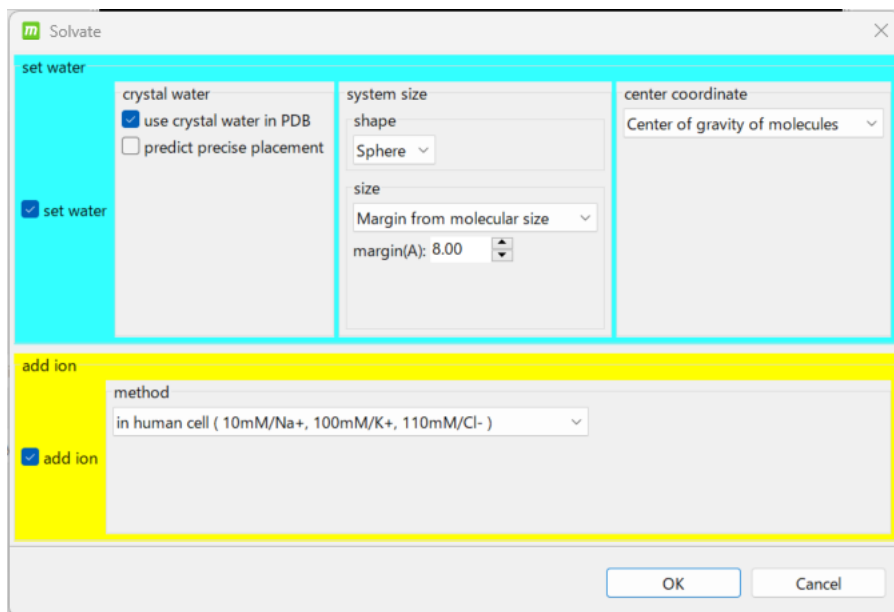 m Solvate
set water
crystal water
use crystal water in PDB
predict precise placement
set water
system size
shape
Sphere
size
Margin from molecular size
margin(A): 8.00
center coordinate
Center of gravity of molecules
add ion
method
in human cell ( 10mM/Na+, 100mM/K+, 110mM/Cl- )
add ion
OK
Cancel